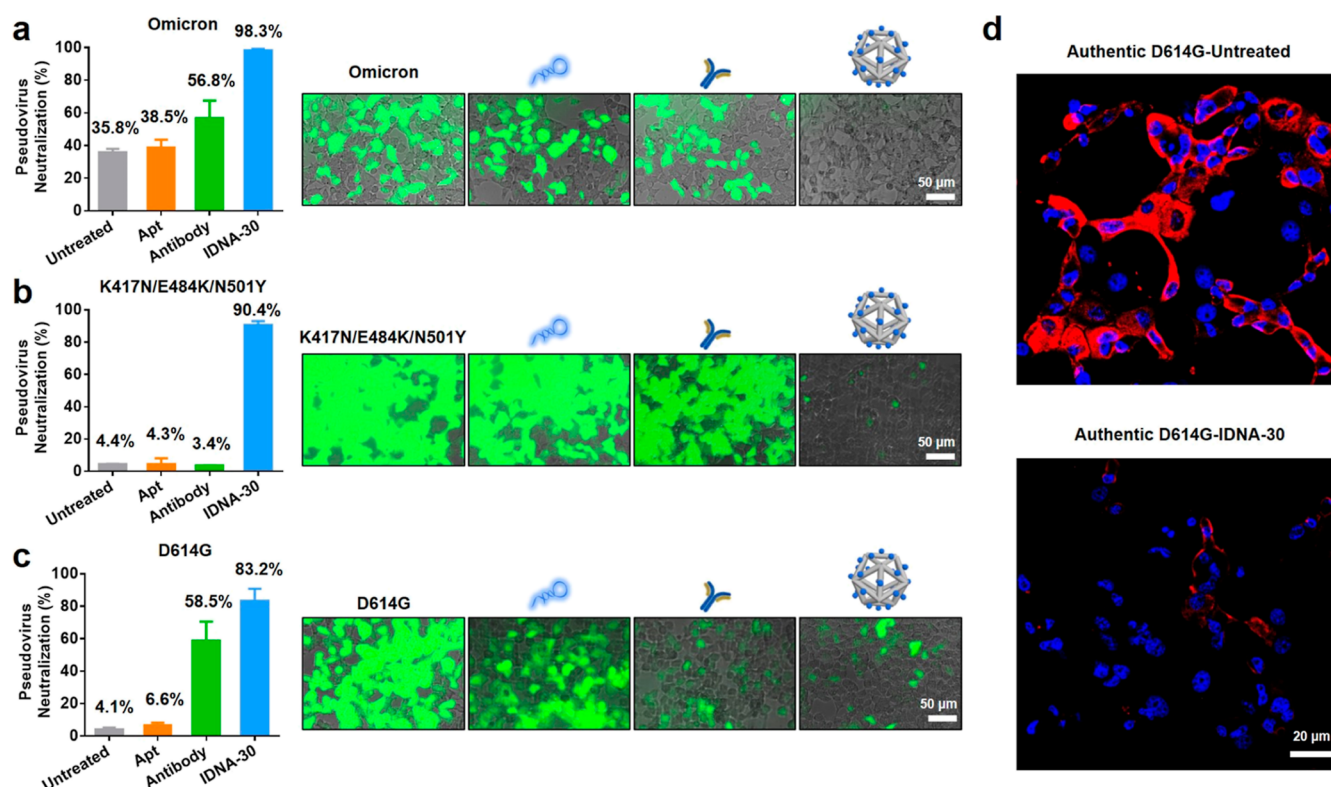 a
Omicron
98.3%
56.8%
38.5%
35.8%
Pseudovirus
Neutralization (%)
100
80
60
40
20
0
Untreated
Apt
Antibody
IDNA-30
Omicron
50 µm
b
K417N/E484K/N501Y
90.4%
4.4%
4.3%
3.4%
Pseudovirus
Neutralization (%)
100
80
60
40
20
0
Untreated
Apt
Antibody
IDNA-30
K417N/E484K/N501Y
50 µm
c
D614G
83.2%
58.5%
4.1%
6.6%
Pseudovirus
Neutralization (%)
100
80
60
40
20
0
Untreated
Apt
Antibody
IDNA-30
D614G
50 µm
d
Authentic D614G-Untreated
Authentic D614G-IDNA-30
20 µm